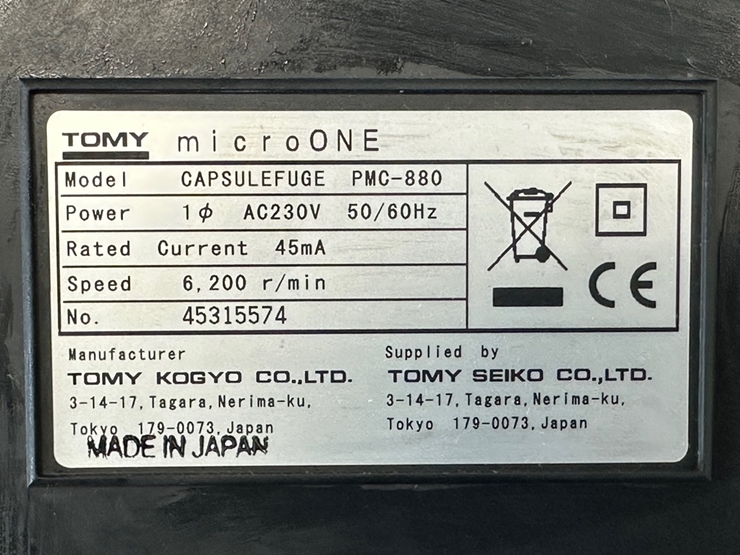 TOMY microONE
Model CAPSULEFUGE PMC-880
Power 1ϕ AC230V 50/60Hz
Rated Current 45mA
Speed 6,200 r/min
No. 45315574
CE
Manufacturer
TOMY KOGYO CO.,LTD.
3-14-17, Tagara, Nerima-ku,
Tokyo 179-0073, Japan
MADE IN JAPAN
Supplied by
TOMY SEIKO CO.,LTD.
3-14-17, Tagara, Nerima-ku,
Tokyo 179-0073, Japan